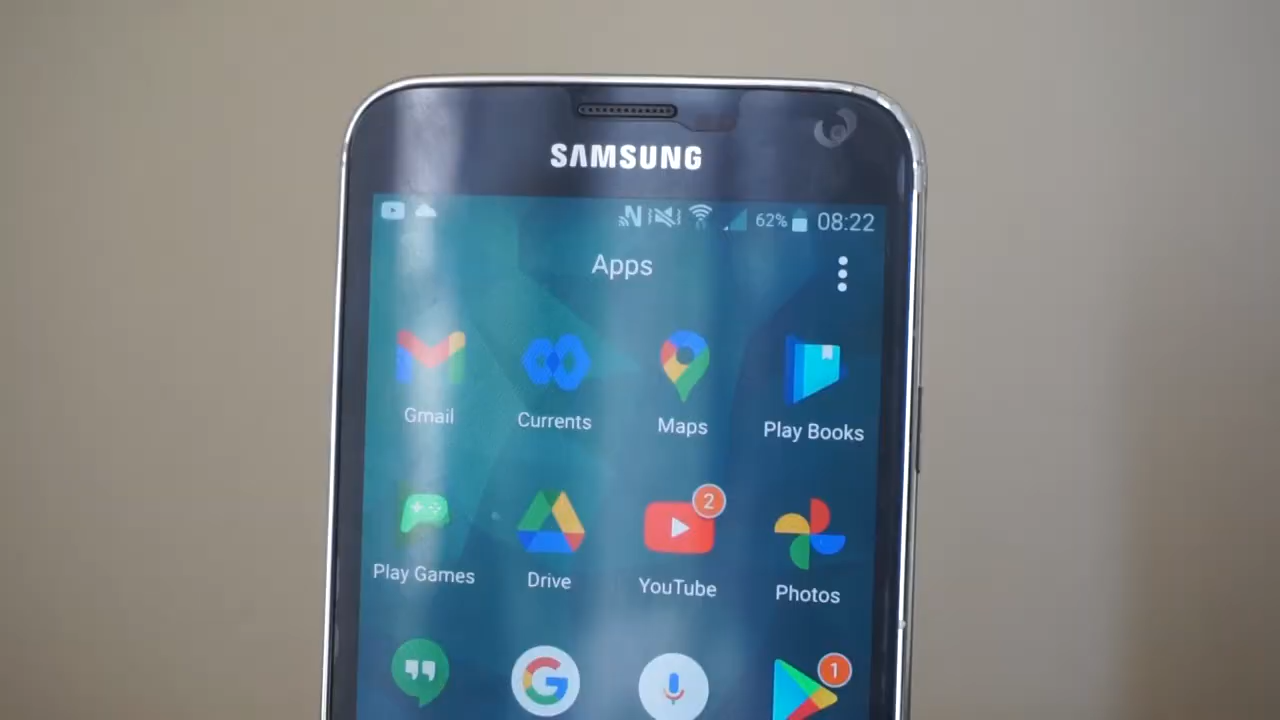 SAMSUNG
62% 08:22
Apps
Gmail Currents Maps Play Books
2
Play Games Drive YouTube Photos
1
G